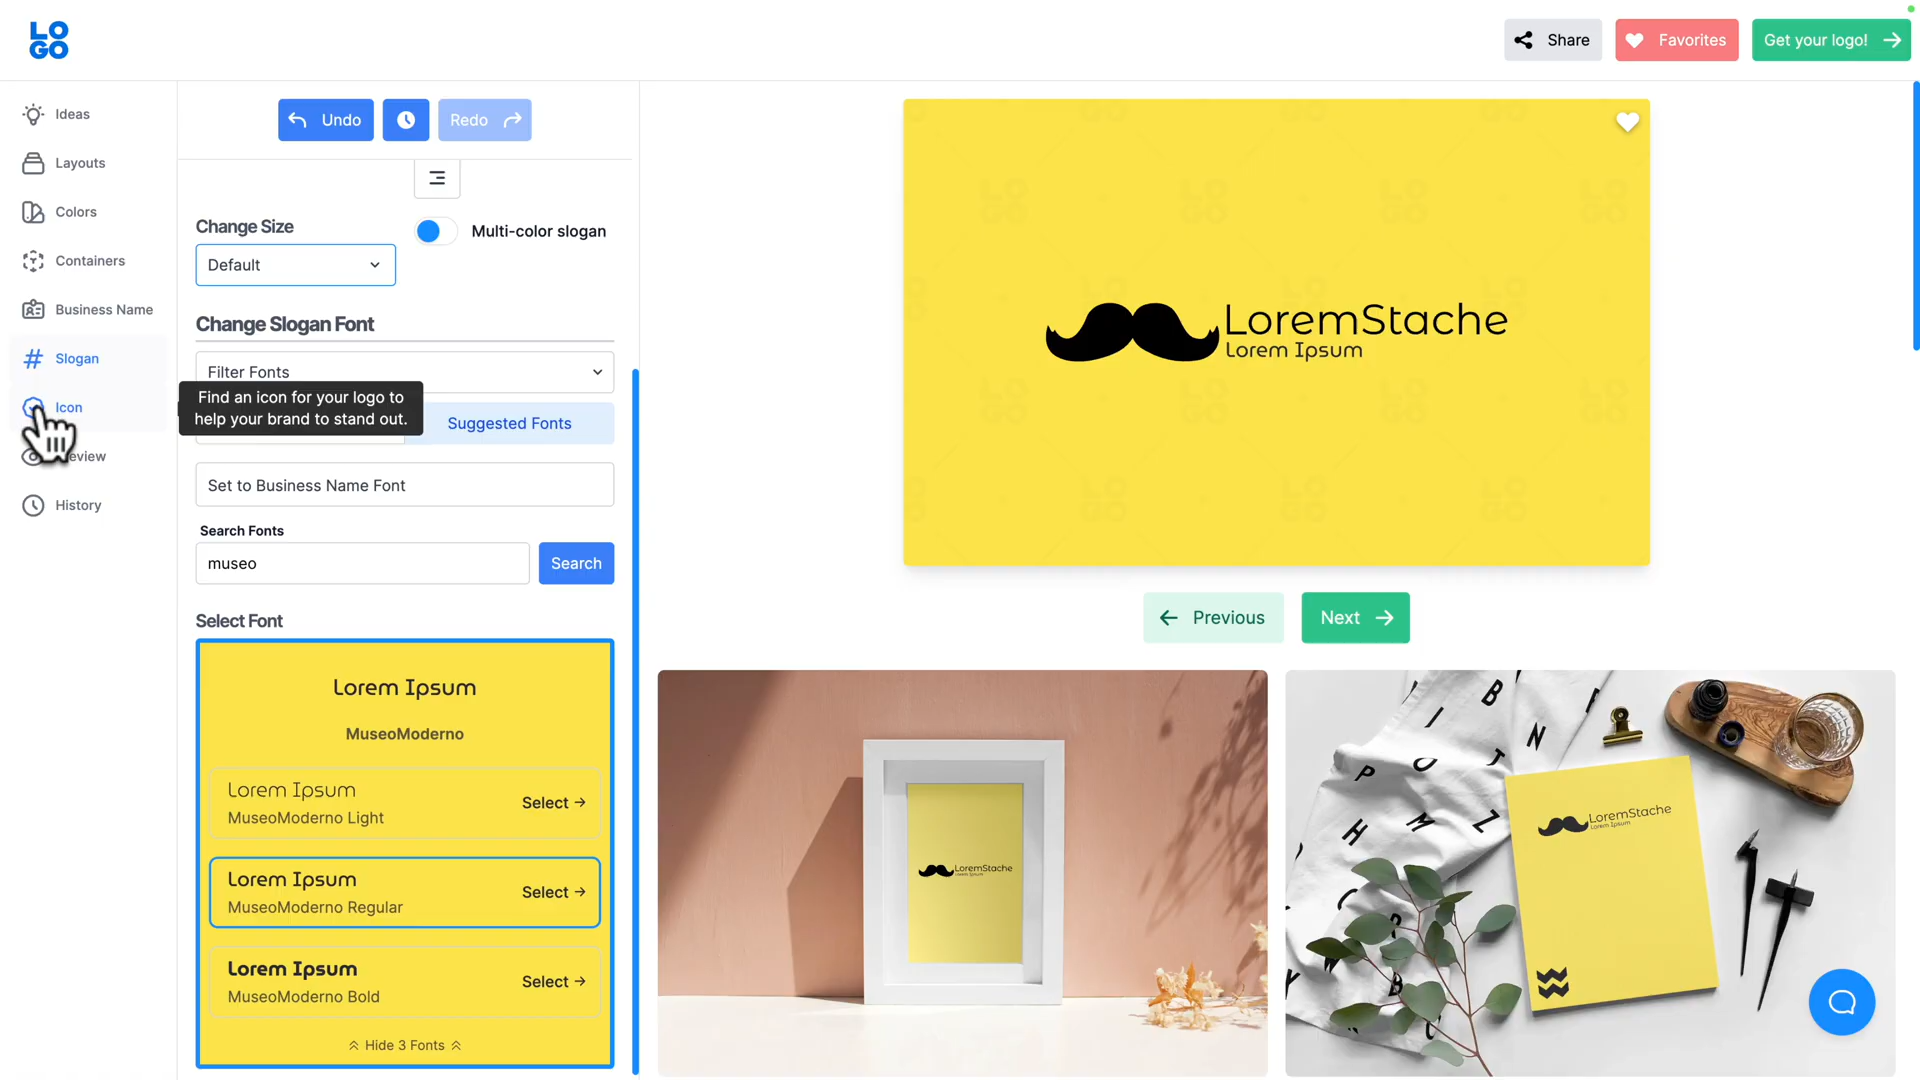 LO
GO
Share
Favorites
Get your logo!
Ideas
Layouts
Colors
Containers
Business Name
Slogan
Icon
eview
History
Undo
Redo
Change Size
Default
Multi-color slogan
Change Slogan Font
Filter Fonts
Find an icon for your logo to
help your brand to stand out.
Suggested Fonts
Set to Business Name Font
Search Fonts
museo
Search
Select Font
Lorem Ipsum
MuseoModerno
Lorem Ipsum
MuseoModerno Light
Select
Lorem Ipsum
MuseoModerno Regular
Select
Lorem Ipsum
MuseoModerno Bold
Select
Hide 3 Fonts
LoremStache
Lorem Ipsum
Previous
Next
LoremStache
Lorem Ipsum
LoremStache
Lorem Ipsum